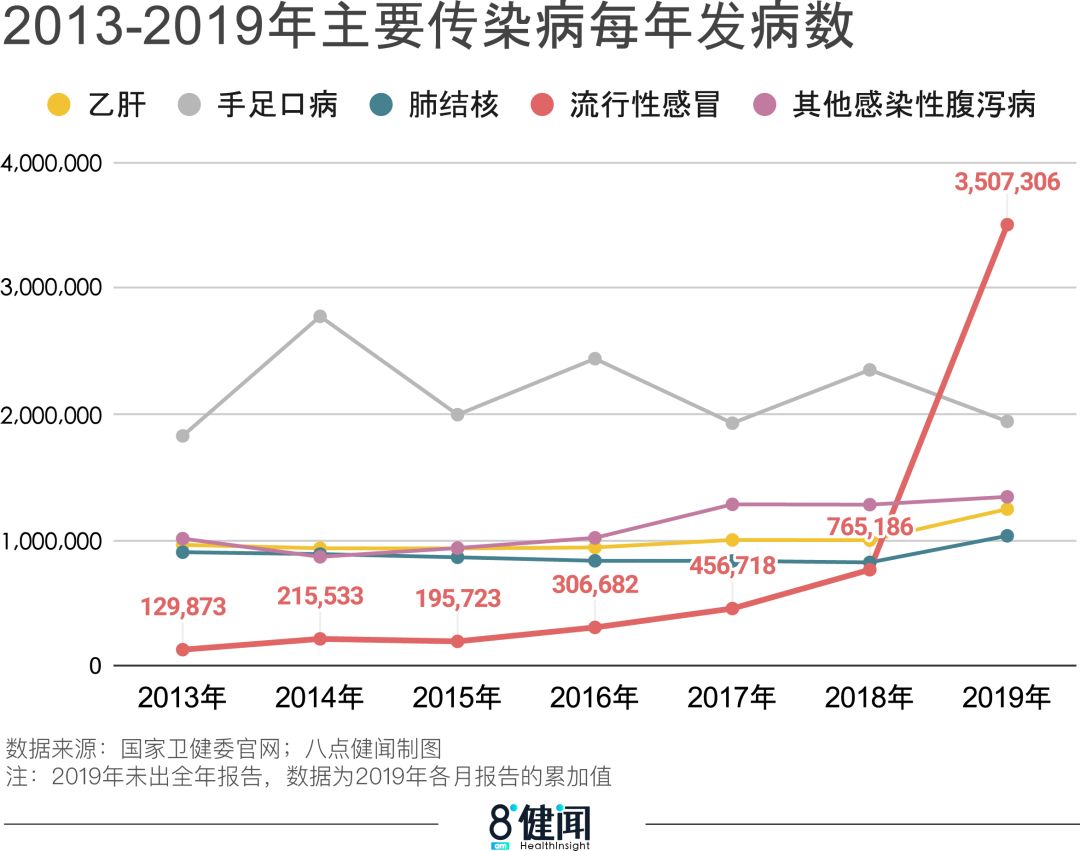 2013-2019年主要传染病每年发病数
乙肝 手足口病 肺结核 流行性感冒 其他感染性腹泻病
4,000,000
3,507,306
3,000,000
2,000,000
1,000,000
765,186
456,718
306,682
215,533
195,723
129,873
0
2013年 2014年 2015年 2016年 2017年 2018年 2019年
数据来源：国家卫健委官网；八点健闻制图
注：2019年未出全年报告，数据为2019年各月报告的累加值
8°健闻
am HealthInsight